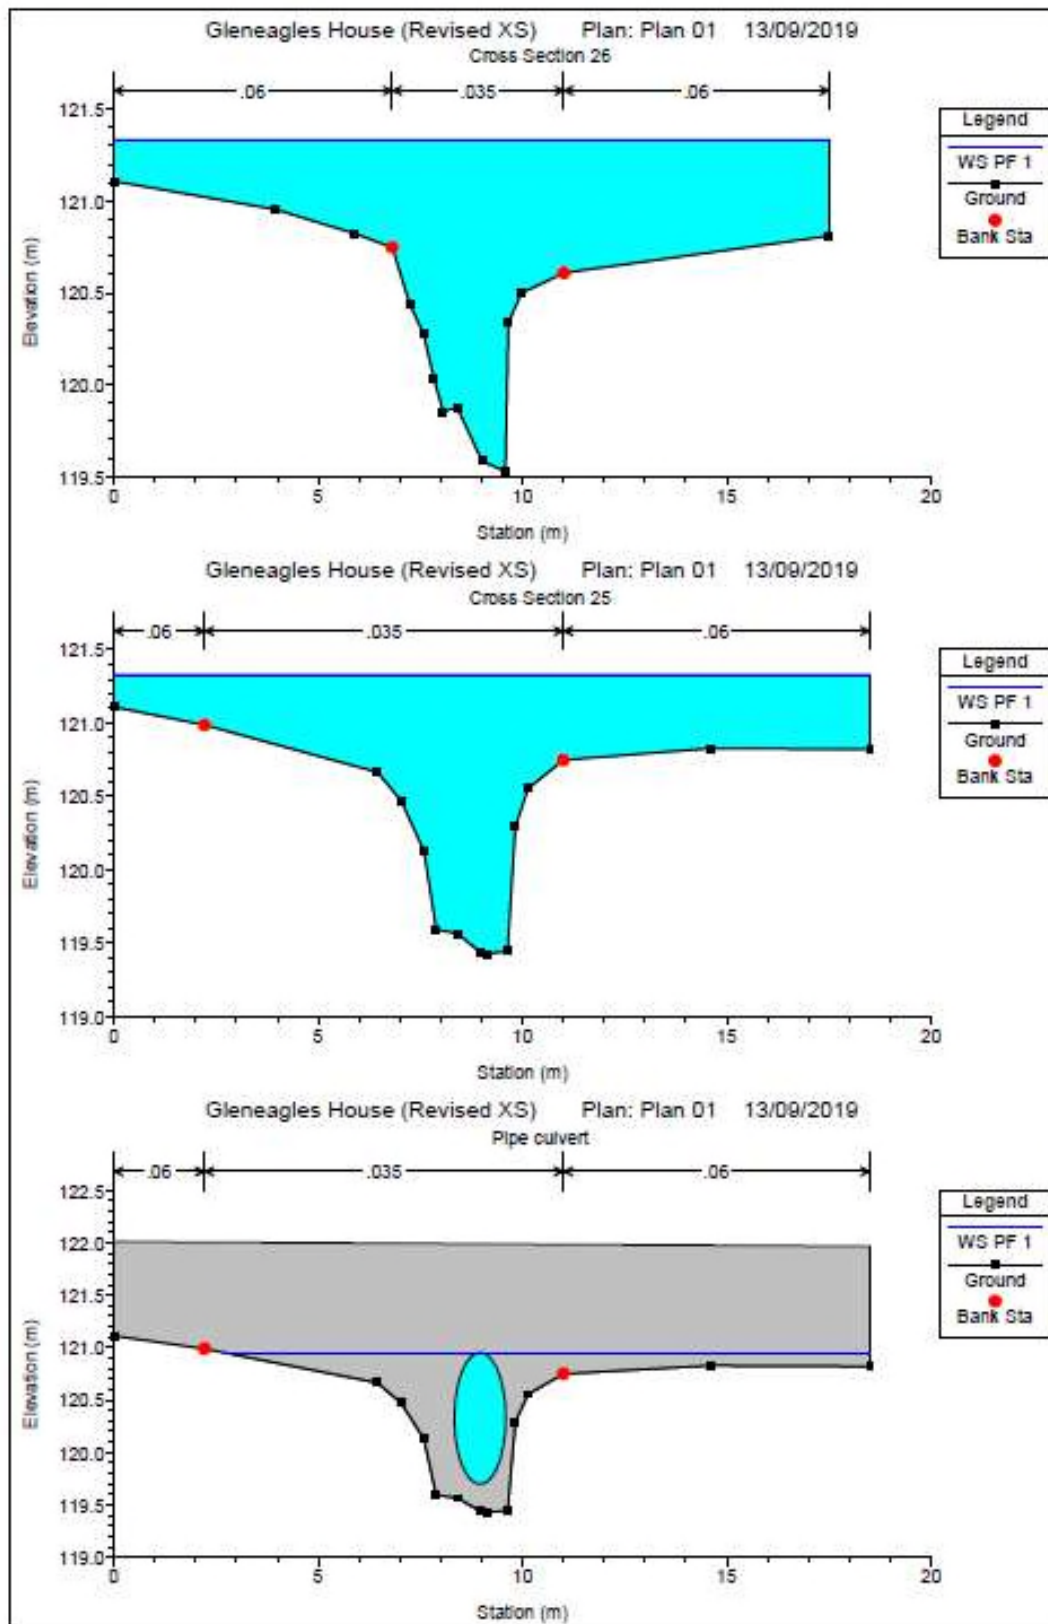 Gleneagles House (Revised XS) Plan: Plan 01 13/09/2019
Cross Section 26
.06 .035 .06
121.5
121.0
120.5
120.0
119.5
Elevation (m)
0 5 10 15 20
Station (m)
Legend
WS PF 1
Ground
Bank Sta
Gleneagles House (Revised XS) Plan: Plan 01 13/09/2019
Cross Section 25
.06 .035 .06
121.5
121.0
120.5
120.0
119.5
119.0
Elevation (m)
0 5 10 15 20
Station (m)
Legend
WS PF 1
Ground
Bank Sta
Gleneagles House (Revised XS) Plan: Plan 01 13/09/2019
Pipe culvert
.06 .035 .06
122.5
122.0
121.5
121.0
120.5
120.0
119.5
119.0
Elevation (m)
0 5 10 15 20
Station (m)
Legend
WS PF 1
Ground
Bank Sta